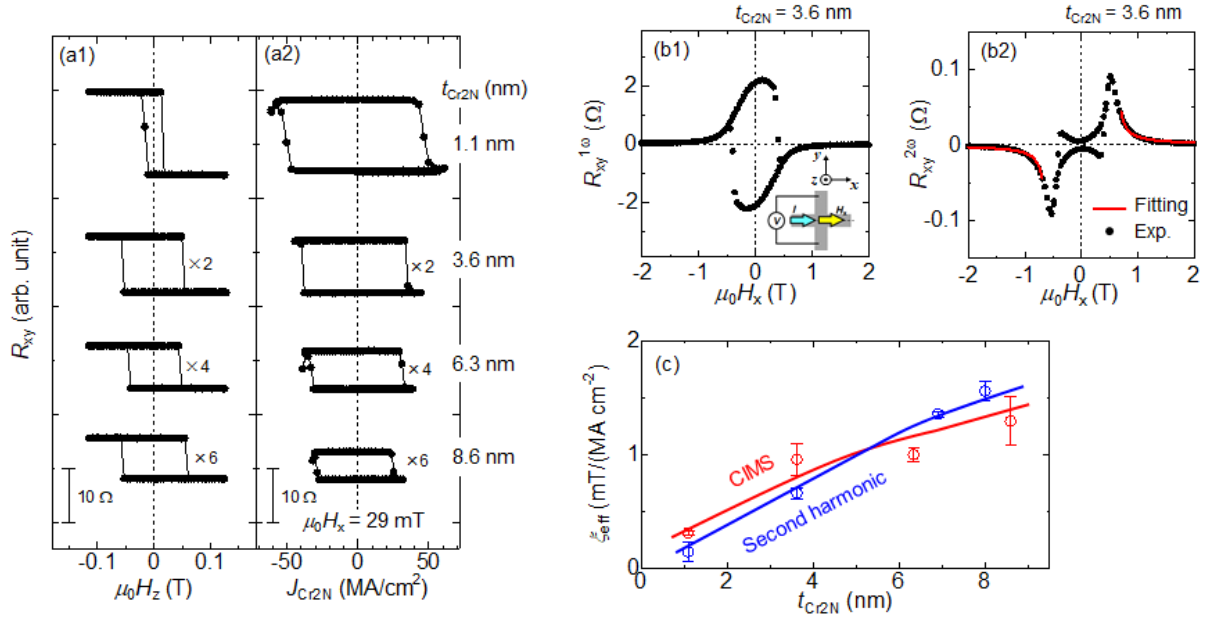 (a1)
(a2)
t_Cr2N (nm)
1.1 nm
×2
×2
3.6 nm
×4
×4
6.3 nm
×6
×6
8.6 nm
10 Ω
10 Ω
μ₀Hₓ = 29 mT
R_xy (arb. unit)
-0.1 0 0.1
μ₀H_z (T)
-50 0 50
J_Cr2N (MA/cm²)
t_Cr2N = 3.6 nm
(b1)
R_xy^1ω (Ω)
2
0
-2
y
z
x
V
I
Hₓ
-2 -1 0 1 2
μ₀Hₓ (T)
t_Cr2N = 3.6 nm
(b2)
R_xy^2ω (Ω)
0.1
0
-0.1
Fitting
Exp.
-2 -1 0 1 2
μ₀Hₓ (T)
(c)
ξ_eff [mT/(MA cm⁻²)
2
1
0
CIMS
Second harmonic
0 2 4 6 8
t_Cr2N (nm)